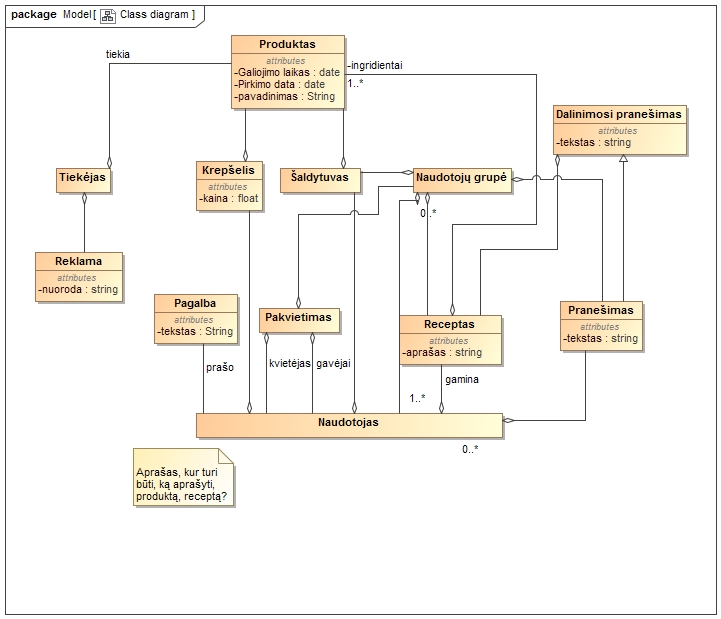 package Model[ Class diagram ]
Produktas
attributes
-Galiojimo laikas : date
-Pirkimo data : date
-pavadinimas : String
tiekia
-ingridientai
1..*
Dalinimosi pranešimas
attributes
-tekstas : string
Tiekėjas
Krepšelis
attributes
-kaina : float
Šaldytuvas
Naudotojų grupė
0..*
Reklama
attributes
-nuoroda : string
Pagalba
attributes
-tekstas : String
Pakvietimas
Receptas
attributes
-aprašas : string
Pranešimas
attributes
-tekstas : string
prašo
kvietėjas
gavėjai
gamina
1..*
Naudotojas
0..*
Aprašas, kur turi
būti, ką aprašyti,
produktą, receptą?